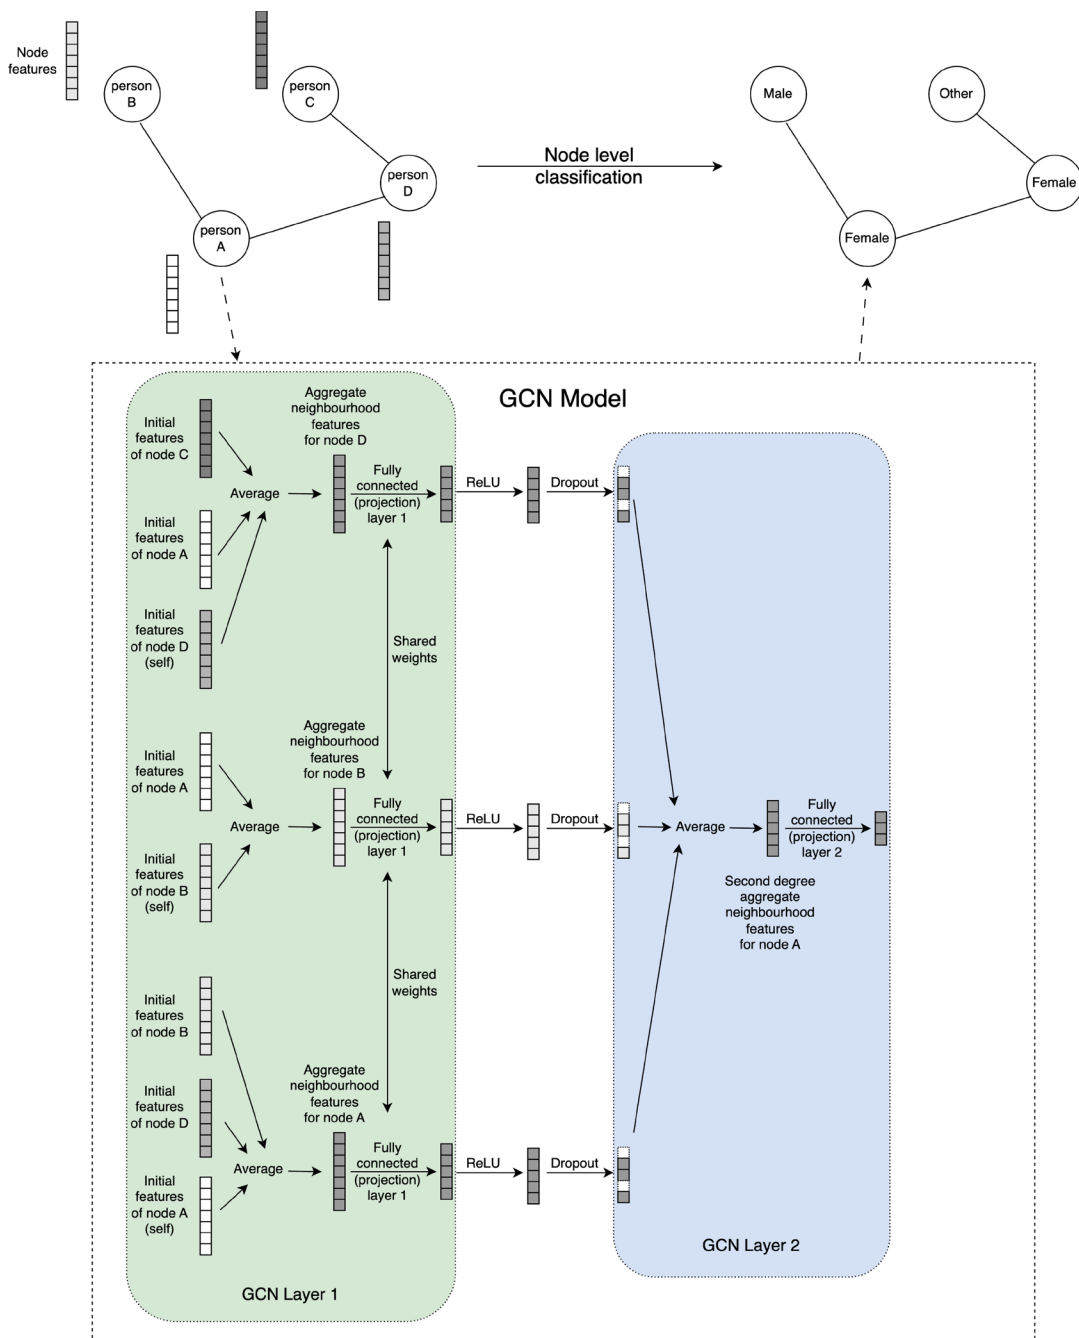 Node
features
person
B
person
C
person
D
person
A
Node level
classification
Male
Other
Female
Female
GCN Model
Initial
features
of node C
Initial
features
of node A
Initial
features
of node D
(self)
Average
Aggregate
neighbourhood
features
for node D
Fully
connected
(projection)
layer 1
ReLU
Dropout
Shared
weights
Initial
features
of node A
Initial
features
of node B
(self)
Average
Aggregate
neighbourhood
features
for node B
Fully
connected
(projection)
layer 1
ReLU
Dropout
Average
Fully
connected
(projection)
layer 2
Second degree
aggregate
neighbourhood
features
for node A
Shared
weights
Initial
features
of node B
Initial
features
of node D
Initial
features
of node A
(self)
Average
Aggregate
neighbourhood
features
for node A
Fully
connected
(projection)
layer 1
ReLU
Dropout
GCN Layer 2
GCN Layer 1